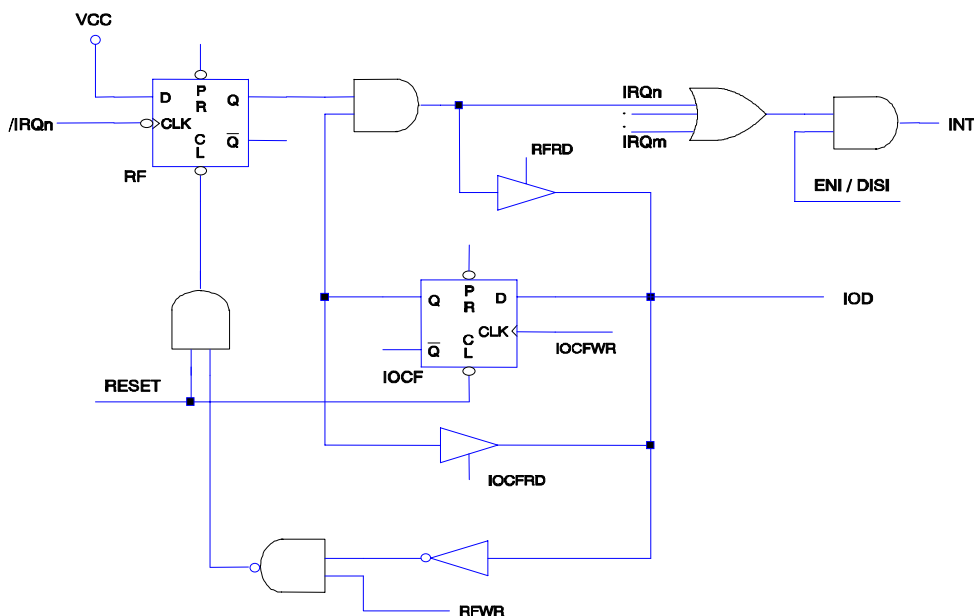 VCC
P
R
D
Q
/IRQn
CLK
C
L
Q
RF
IRQn
.
.
IRQm
INT
RFRD
ENI / DISI
P
R
Q
D
IOD
CLK
C
L
Q
IOCFWR
IOCF
RESET
IOCFRD
RFWR